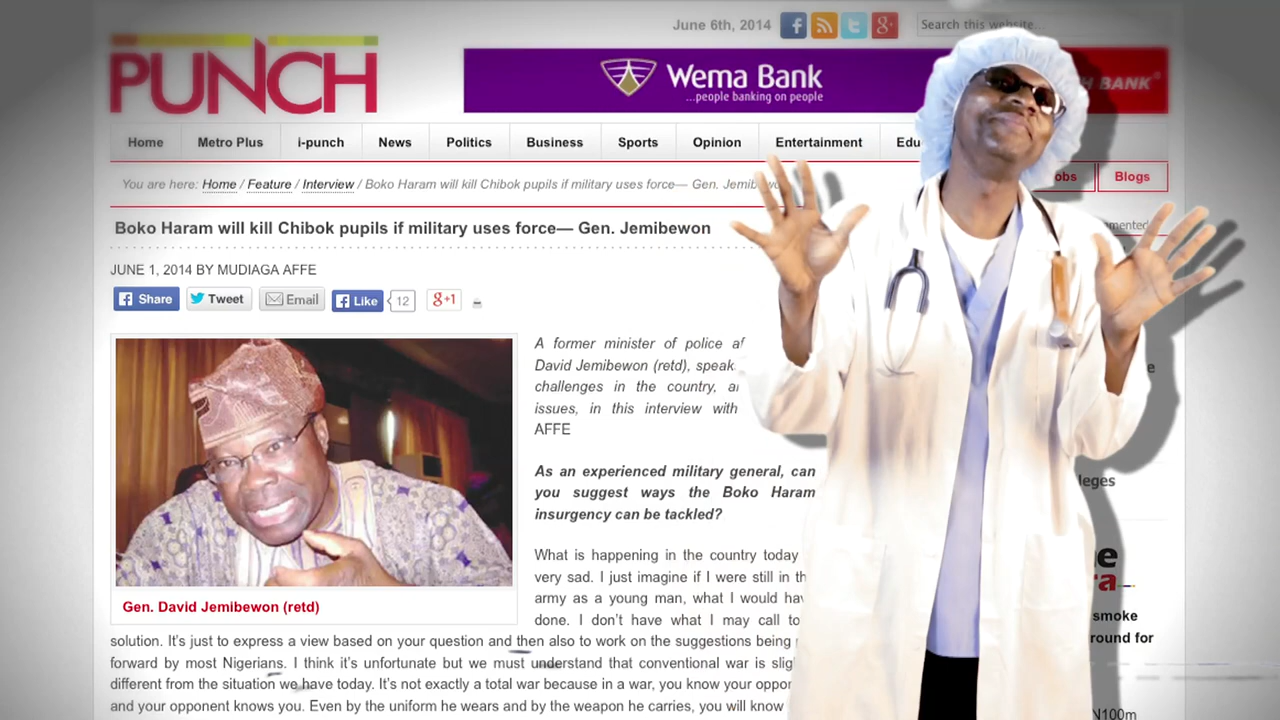 June 6th, 2014
Search this website...
PUNCH
Wema Bank
...people banking on people
BANK
Home Metro Plus i-punch News Politics Business Sports Opinion Entertainment
You are here: Home / Feature / Interview / Boko Haram will kill Chibok pupils if military uses force— Gen.
Blogs
Boko Haram will kill Chibok pupils if military uses force— Gen. Jemibewon
JUNE 1, 2014 BY MUDIAGA AFFE
Share Tweet Email Like 12 g+1
A former minister of police
David Jemibewon (retd),
challenges in the country,
issues, in this interview with
AFFE
As an experienced military general, can
you suggest ways the Boko Haram
insurgency can be tackled?
What is happening in the country today
very sad. I just imagine if I were still in
army as a young man, what I would
done. I don't have what I may call to
Gen. David Jemibewon (retd)
solution. It's just to express a view based on your question and then also to work on the suggestions being
forward by most Nigerians. I think it's unfortunate but we must understand that conventional war is
different from the situation we have today. It's not exactly a total war because in a war, you know your
and your opponent knows you. Even by the uniform he wears and by the weapon he carries, you will know
smoke
for
N100m